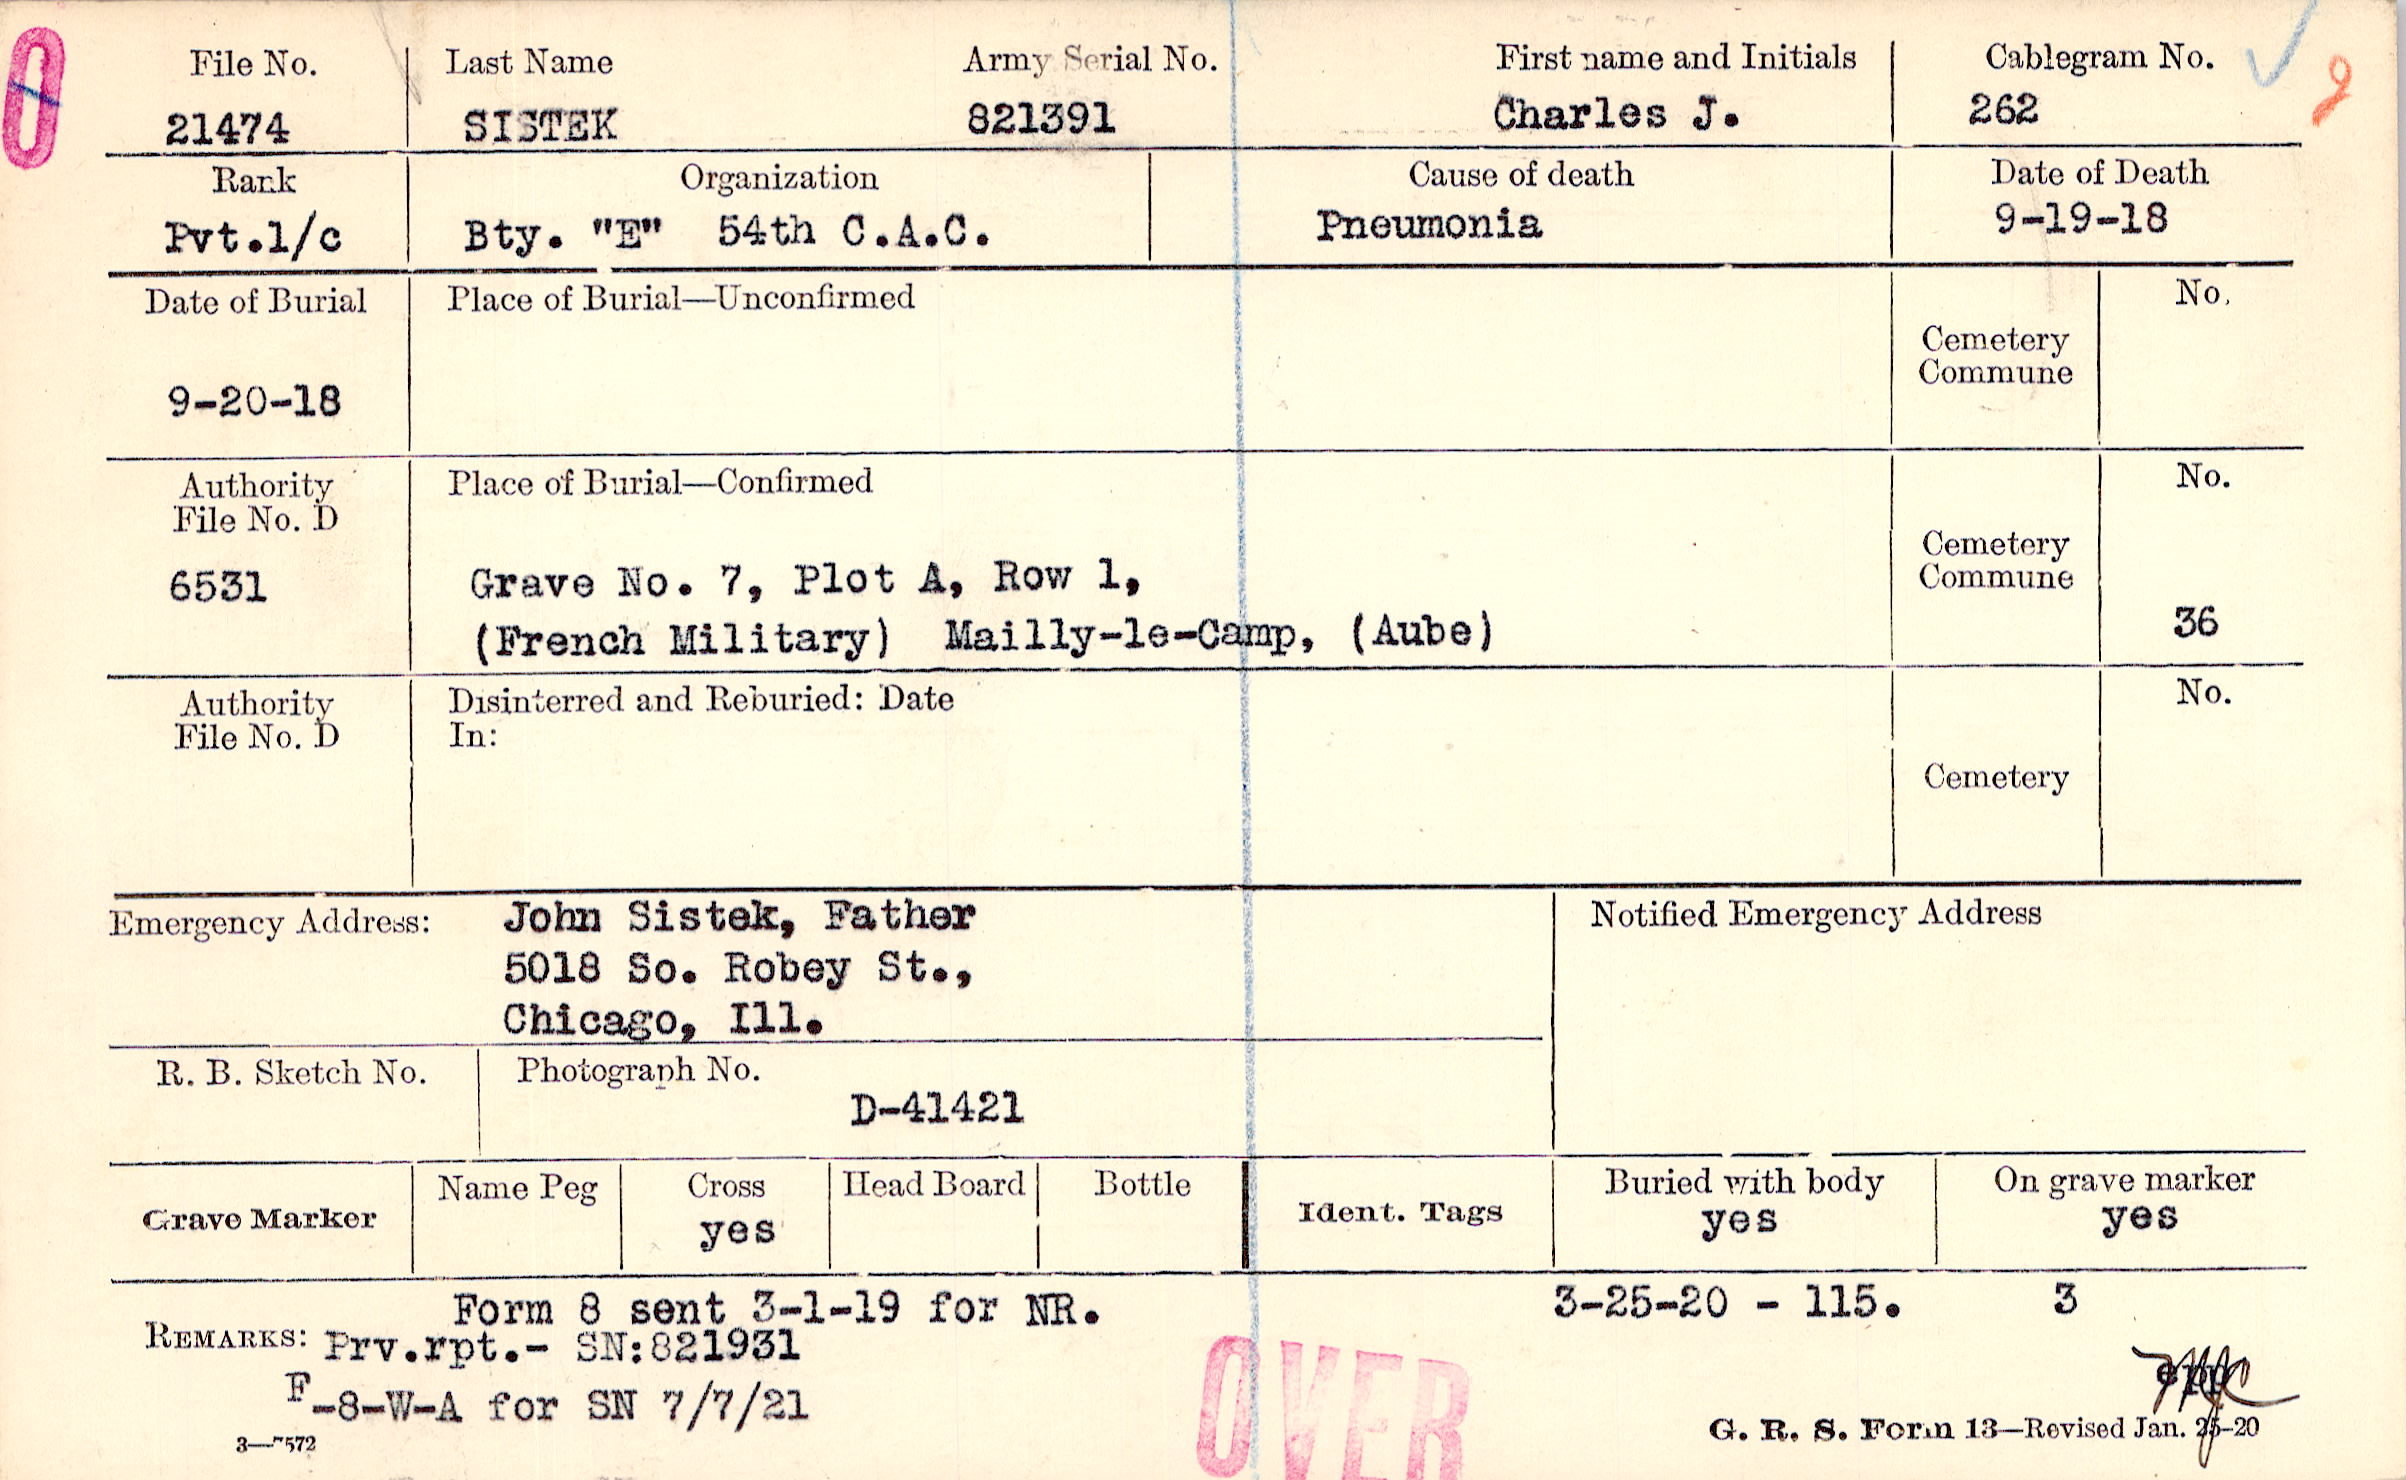 O
File No. Last Name Army Serial No. First name and Initials Cablegram No.
21474 SISTEK 821391 Charles J. 262
Rank Organization Cause of death Date of Death
Pvt.1/c Bty. "E" 54th C.A.C. Pneumonia 9-19-18
Date of Burial Place of Burial—Unconfirmed No.
Cemetery
Commune
9-20-18
Authority Place of Burial—Confirmed No.
File No. D
Cemetery
Commune
6531 Grave No. 7, Plot A, Row 1,
36
(French Military) Mailly-le-Camp, (Aube)
Authority Disinterred and Reburied: Date No.
File No. D In:
Cemetery
Emergency Address: John Sistek, Father Notified Emergency Address
5018 So. Robey St.,
Chicago, Ill.
R. B. Sketch No. Photograph No.
D-41421
Name Peg Cross Head Board Bottle Buried with body On grave marker
Grave Marker yes Ident. Tags yes yes
Form 8 sent 3-1-19 for NR. 3-25-20 - 115. 3
REMARKS: Prv.rpt.- SN:821931
F-8-W-A for SN 7/7/21
OVER
3—7572 G. R. S. Form 13—Revised Jan. 25-20